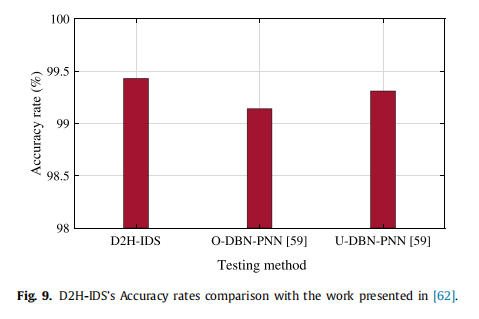 100
99.5
99
98.5
98
Accuracy rate (%)
D2H-IDS O-DBN-PNN [59] U-DBN-PNN [59]
Testing method
Fig. 9. D2H-IDS's Accuracy rates comparison with the work presented in [62].